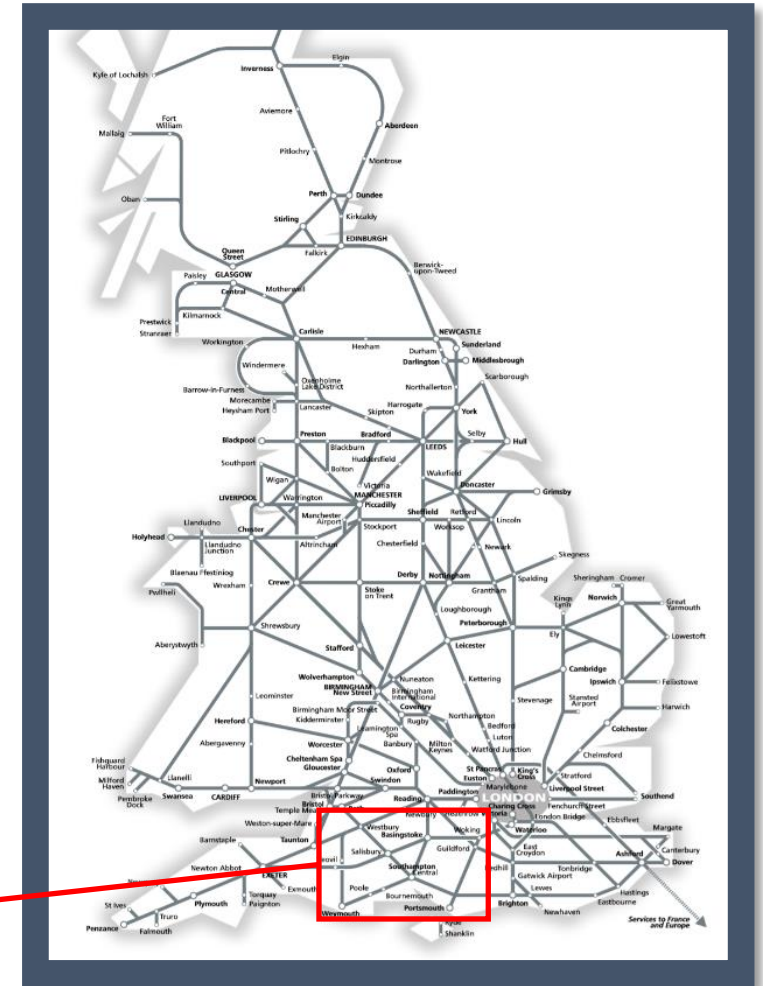 Elgin
Inverness
Kyle of Lochalsh
Aviemore
Fort
William
Mallaig
Aberdeen
Pitlochry
Montrose
Perth
Dundee
Oban
Stirling
Kirkcaldy
EDINBURGH
Queen
Street
Falkirk
Berwick-
upon-Tweed
Paisley
GLASGOW
Central
Motherwell
Kilmarnock
Prestwick
Stranraer
Carlisle
NEWCASTLE
Workington
Hexham
Sunderland
Durham
Darlington
Middlesbrough
Windermere
Scarborough
Oxenholme
Lake District
Barrow-in-Furness
Northallerton
Morecambe
Heysham Port
Lancaster
Harrogate
Skipton
York
Blackpool
Preston
Bradford
LEEDS
Selby
Hull
Blackburn
Huddersfield
Southport
Bolton
Wakefield
Wigan
Victoria
MANCHESTER
Piccadilly
Doncaster
Grimsby
LIVERPOOL
Warrington
Manchester
Airport
Sheffield
Retford
Stockport
Worksop
Lincoln
Llandudno
Chester
Holyhead
Llandudno
Junction
Altrincham
Chesterfield
Newark
Skegness
Blaenau Ffestiniog
Pwllheli
Wrexham
Crewe
Stoke
on Trent
Derby
Nottingham
Grantham
Spalding
Sheringham
Cromer
Kings
Lynn
Norwich
Great
Yarmouth
Loughborough
Peterborough
Ely
Lowestoft
Shrewsbury
Aberystwyth
Stafford
Leicester
Wolverhampton
BIRMINGHAM
New Street
Nuneaton
Birmingham
International
Kettering
Cambridge
Ipswich
Felixstowe
Leominster
Birmingham Moor Street
Coventry
Rugby
Stevenage
Stansted
Airport
Harwich
Hereford
Kidderminster
Northampton
Bedford
Colchester
Leamington
Spa
Worcester
Banbury
Milton
Keynes
Luton
Watford Junction
Abergavenny
Chelmsford
Cheltenham Spa
Gloucester
Oxford
St Pancras
King's
Cross
Euston
Stratford
Fishguard
Harbour
Milford
Haven
Llanelli
Newport
Swindon
Marylebone
Paddington
LONDON
Liverpool Street
Southend
Pembroke
Dock
Swansea
CARDIFF
Bristol Parkway
Reading
Charing Cross
Fenchurch Street
Bristol
Newbury
London Bridge
Ebbsfleet
Weston-super-Mare
Westbury
Basingstoke
Woking
Waterloo
Margate
Barnstaple
Taunton
Salisbury
Guildford
East
Croydon
Canterbury
Ashford
Dover
Newton Abbot
EXETER
Southampton
Central
Gatwick Airport
Tonbridge
Exmouth
Poole
Bournemouth
Lewes
Hastings
St Ives
Plymouth
Torquay
Paignton
Weymouth
Portsmouth
Brighton
Eastbourne
Newhaven
Truro
Penzance
Falmouth
Shanklin
Services to France
and Europe